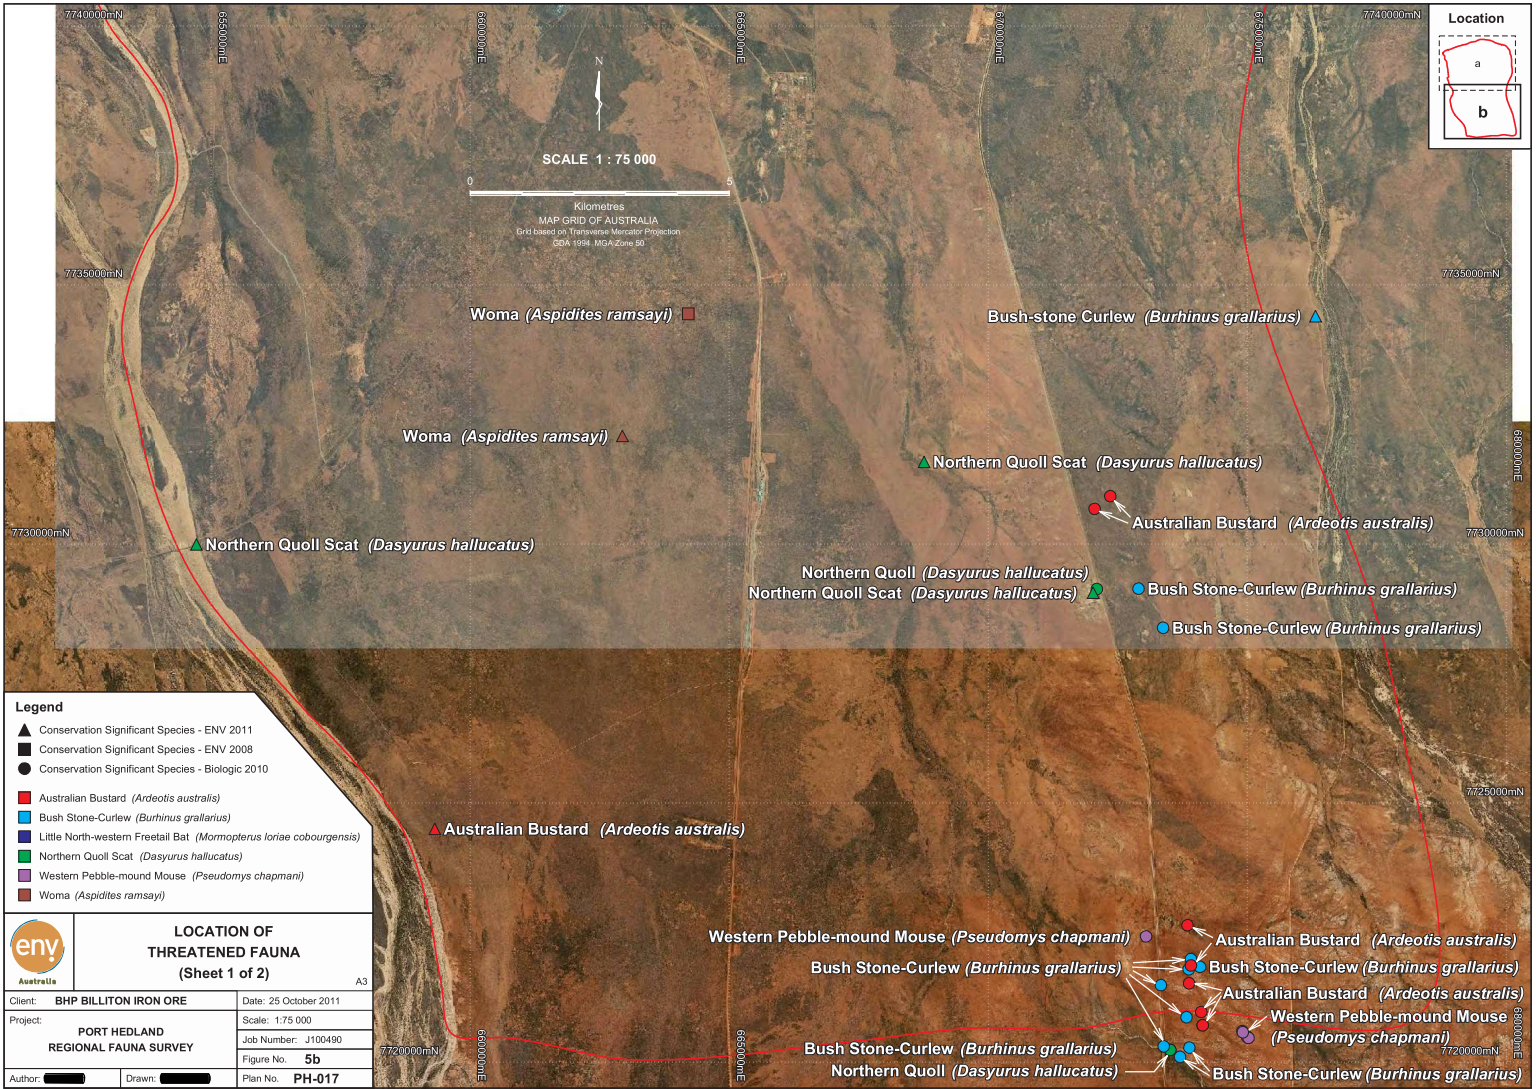 7740000mN
655000mE
660000mE
665000mE
670000mE
675000mE
7740000mN
Location
a
b
N
SCALE 1 : 75 000
0
5
Kilometres
MAP GRID OF AUSTRALIA
Grid based on Transverse Mercator Projection
GDA 1994 MGA Zone 50
7735000mN
7735000mN
Woma (Aspidites ramsayi)
Bush-stone Curlew (Burhinus grallarius)
Woma (Aspidites ramsayi)
680000mE
Northern Quoll Scat (Dasyurus hallucatus)
Australian Bustard (Ardeotis australis)
7730000mN
7730000mN
Northern Quoll Scat (Dasyurus hallucatus)
Northern Quoll (Dasyurus hallucatus)
Northern Quoll Scat (Dasyurus hallucatus)
Bush Stone-Curlew (Burhinus grallarius)
Bush Stone-Curlew (Burhinus grallarius)
Legend
Conservation Significant Species - ENV 2011
Conservation Significant Species - ENV 2008
Conservation Significant Species - Biologic 2010
Australian Bustard (Ardeotis australis)
Bush Stone-Curlew (Burhinus grallarius)
Little North-western Freetail Bat (Mormopterus loriae cobourgensis)
Northern Quoll Scat (Dasyurus hallucatus)
Western Pebble-mound Mouse (Pseudomys chapmani)
Woma (Aspidites ramsayi)
7725000mN
Australian Bustard (Ardeotis australis)
Western Pebble-mound Mouse (Pseudomys chapmani)
Australian Bustard (Ardeotis australis)
Bush Stone-Curlew (Burhinus grallarius)
Bush Stone-Curlew (Burhinus grallarius)
Australian Bustard (Ardeotis australis)
Western Pebble-mound Mouse
(Pseudomys chapmani)
Bush Stone-Curlew (Burhinus grallarius)
Northern Quoll (Dasyurus hallucatus)
Bush Stone-Curlew (Burhinus grallarius)
7720000mN
660000mE
665000mE
680000mE
7720000mN
env
Australia
LOCATION OF
THREATENED FAUNA
(Sheet 1 of 2)
A3
Client: BHP BILLITON IRON ORE
Date: 25 October 2011
Project:
PORT HEDLAND
REGIONAL FAUNA SURVEY
Scale: 1:75 000
Job Number: J100490
Figure No. 5b
Author:
Drawn:
Plan No. PH-017